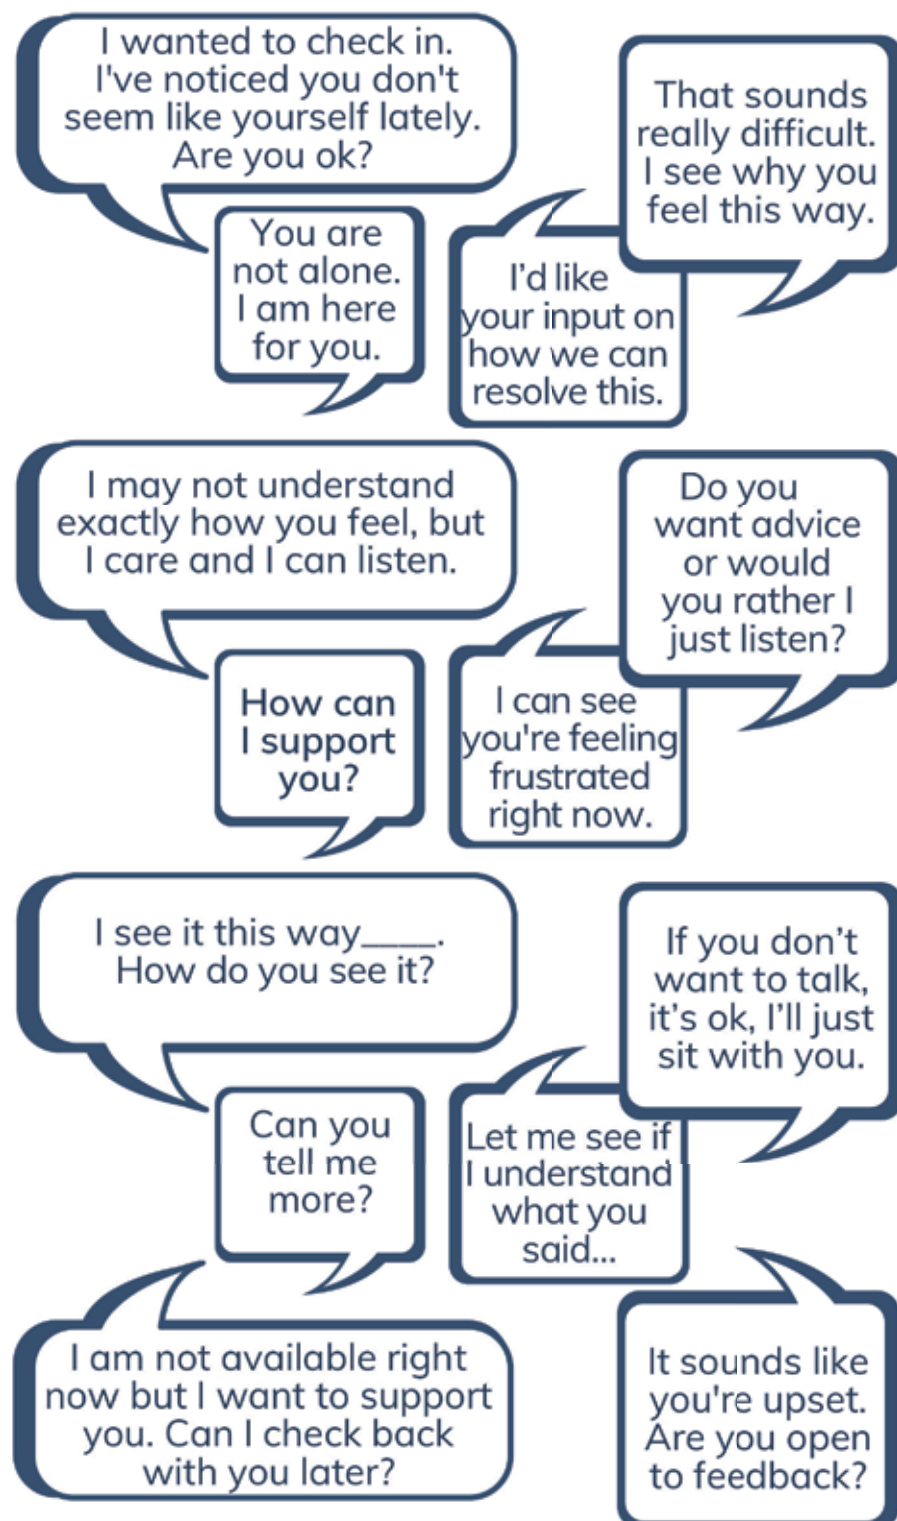 I wanted to check in.
I've noticed you don't
seem like yourself lately.
Are you ok?
That sounds
really difficult.
I see why you
feel this way.
You are
not alone.
I am here
for you.
I’d like
your input on
how we can
resolve this.
I may not understand
exactly how you feel, but
I care and I can listen.
Do you
want advice
or would
you rather I
just listen?
How can
I support
you?
I can see
you're feeling
frustrated
right now.
I see it this way____.
How do you see it?
If you don’t
want to talk,
it’s ok, I’ll just
sit with you.
Can you
tell me
more?
Let me see if
I understand
what you
said...
I am not available right
now but I want to support
you. Can I check back
with you later?
It sounds like
you're upset.
Are you open
to feedback?